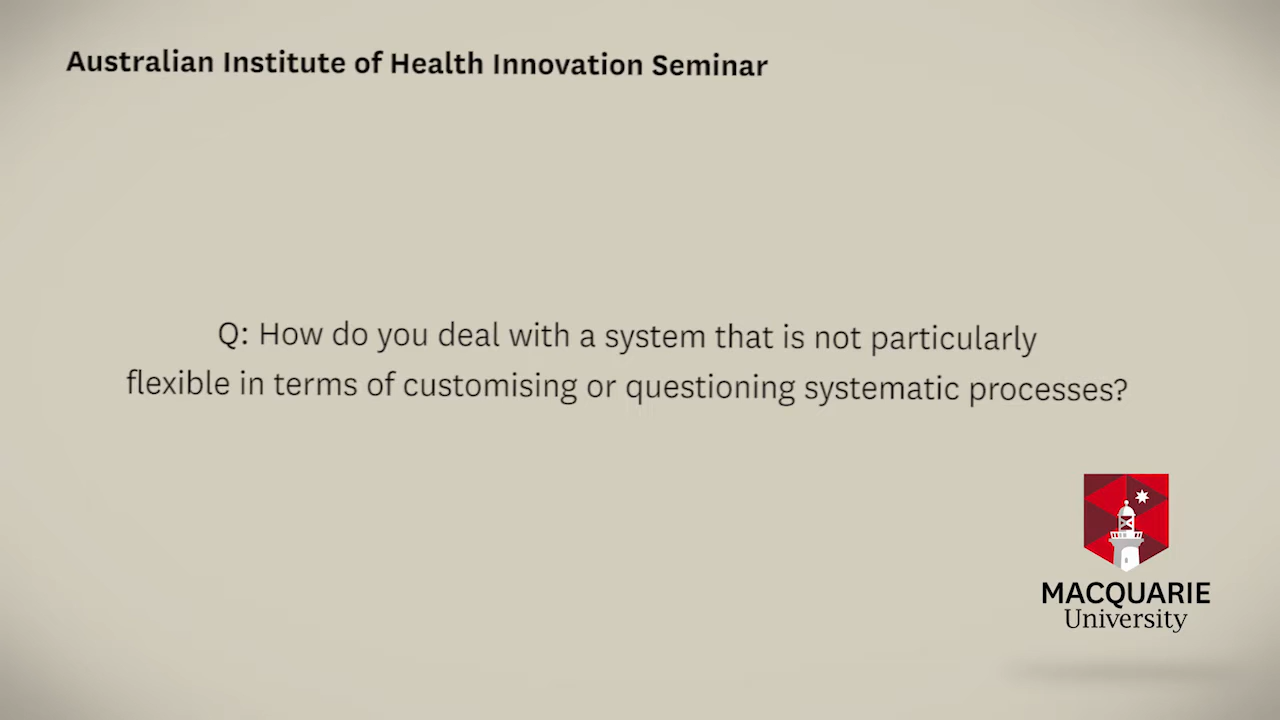 Australian Institute of Health Innovation Seminar
Q: How do you deal with a system that is not particularly
flexible in terms of customising or questioning systematic processes?
MACQUARIE
University